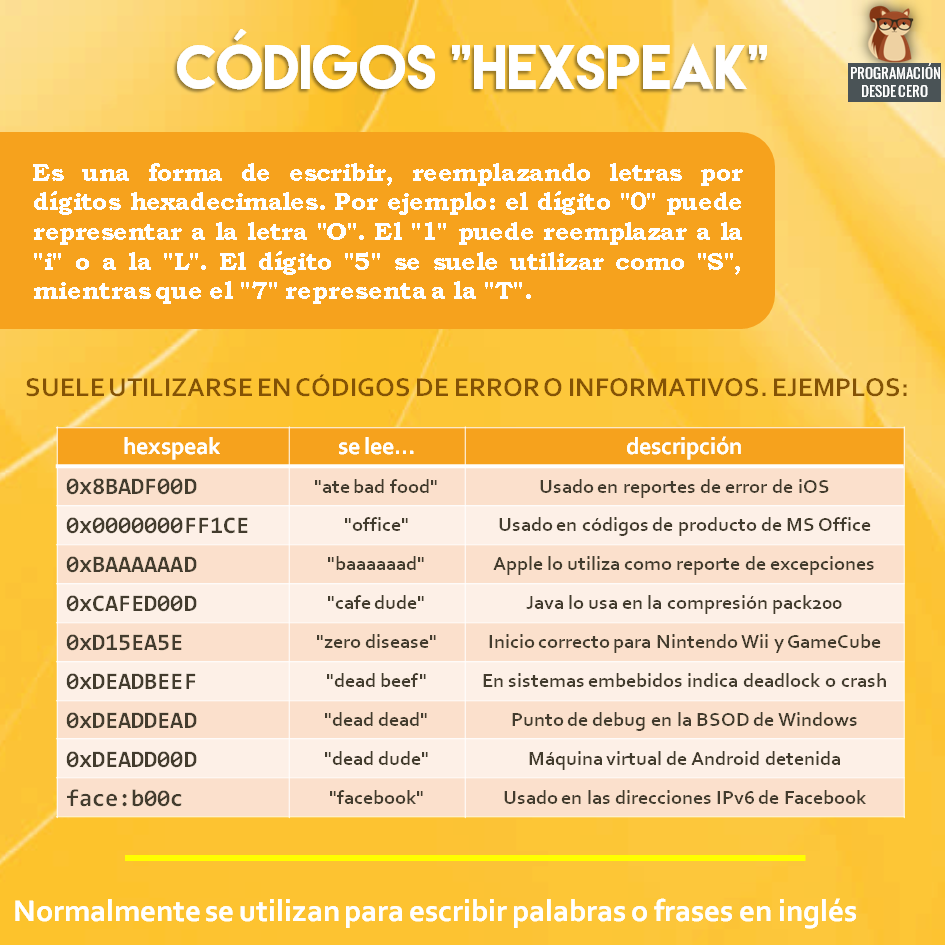 CÓDIGOS "HEXSPEAK"
PROGRAMACIÓN
DESDE CERO
Es una forma de escribir, reemplazando letras por
dígitos hexadecimales. Por ejemplo: el dígito "0" puede
representar a la letra "O". El "1" puede reemplazar a la
"i" o a la "L". El dígito "5" se suele utilizar como "S",
mientras que el "7" representa a la "T".
SUELE UTILIZARSE EN CÓDIGOS DE ERROR O INFORMATIVOS. EJEMPLOS:
hexspeak se lee... descripción
0x8BADF00D "ate bad food" Usado en reportes de error de iOS
0x0000000FF1CE "office" Usado en códigos de producto de MS Office
0xBAAAAAAD "baaaaaad" Apple lo utiliza como reporte de excepciones
0xCAFED00D "cafe dude" Java lo usa en la compresión pack200
0xD15EA5E "zero disease" Inicio correcto para Nintendo Wii y GameCube
0xDEADBEEF "dead beef" En sistemas embebidos indica deadlock o crash
0xDEADDEAD "dead dead" Punto de debug en la BSOD de Windows
0xDEADD00D "dead dude" Máquina virtual de Android detenida
face:b00c "facebook" Usado en las direcciones IPv6 de Facebook
Normalmente se utilizan para escribir palabras o frases en inglés